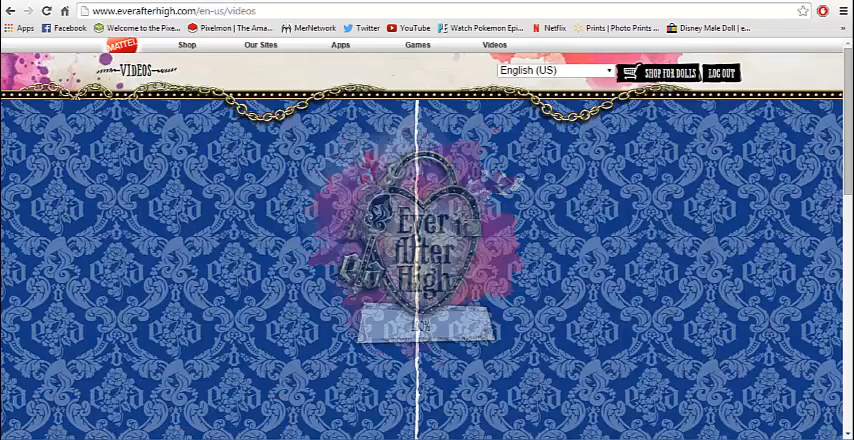 www.everafterhigh.com/en-us/videos
Apps Facebook Welcome to the Pixe... Pixelmon | The Ama... MerNetwork Twitter YouTube Watch Pokemon Epi... Netflix Prints | Photo Prints ... Disney Male Doll | e... »
MATTEL Shop Our Sites Apps Games Videos
VIDEOS English (US) SHOP FOR DOLLS LOG OUT
Ever
After
High
100%